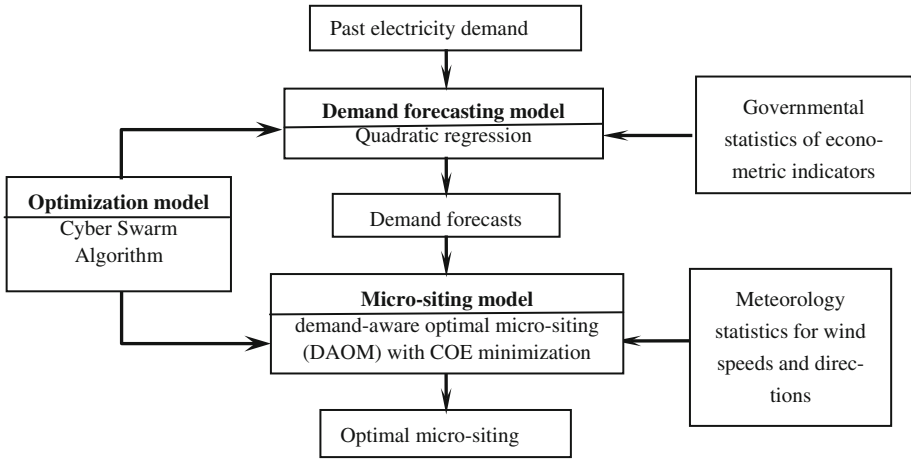 Past electricity demand
Demand forecasting model
Quadratic regression
Governmental
statistics of econo-
metric indicators
Optimization model
Cyber Swarm
Algorithm
Demand forecasts
Micro-siting model
demand-aware optimal micro-siting
(DAOM) with COE minimization
Meteorology
statistics for wind
speeds and direc-
tions
Optimal micro-siting